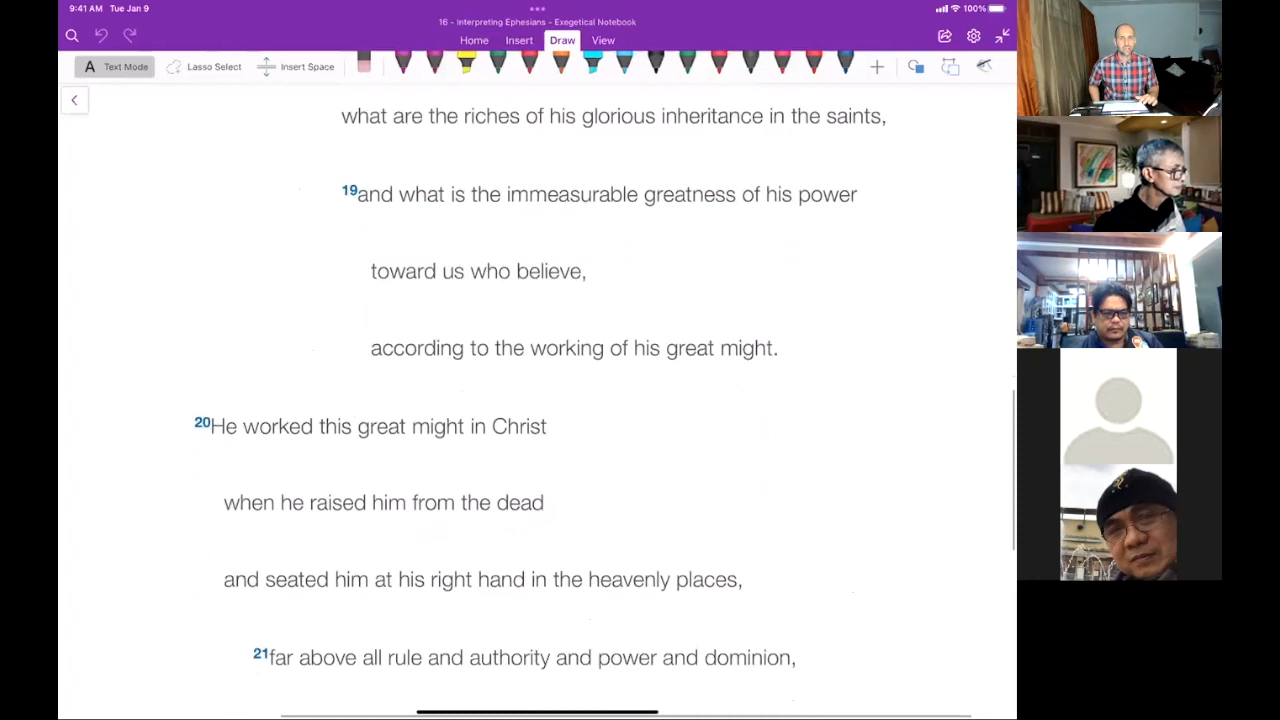 9:41 AM Tue Jan 9
100%
16 - Interpreting Ephesians - Exegetical Notebook
Home Insert Draw View
A Text Mode Lasso Select Insert Space
what are the riches of his glorious inheritance in the saints,
19and what is the immeasurable greatness of his power
toward us who believe,
according to the working of his great might.
20He worked this great might in Christ
when he raised him from the dead
and seated him at his right hand in the heavenly places,
21far above all rule and authority and power and dominion,